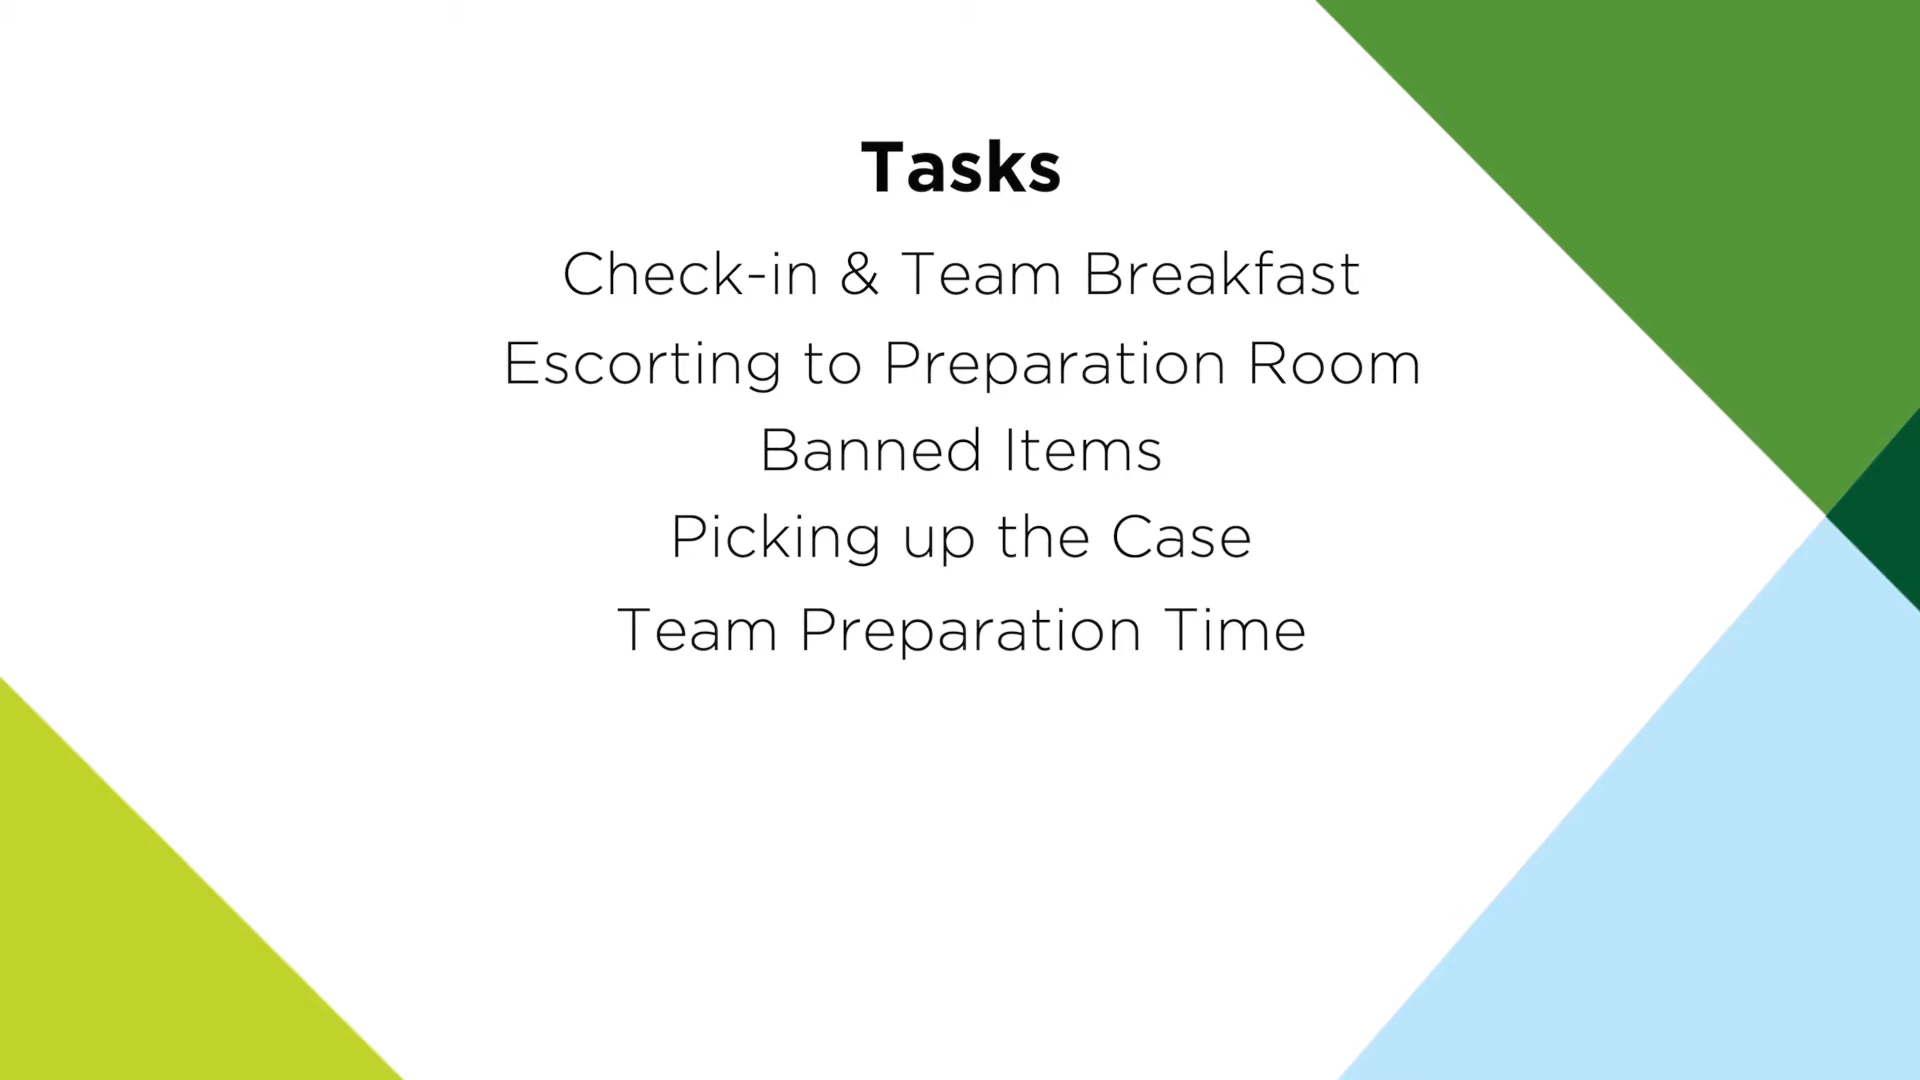 Tasks
Check-in & Team Breakfast
Escorting to Preparation Room
Banned Items
Picking up the Case
Team Preparation Time